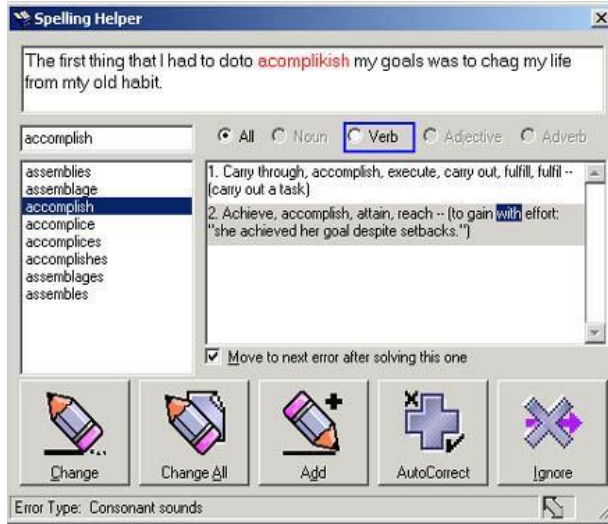 Spelling Helper
The first thing that I had to doto acomplikish my goals was to chag my life
from mty old habit.
accomplish
All Noun Verb Adjective Adverb
assemblies
assemblage
accomplish
accomplice
accomplices
accomplishes
assemblages
assembles
1. Carry through, accomplish, execute, carry out, fulfill, fulfil --
(carry out a task)
2. Achieve, accomplish, attain, reach -- (to gain with effort:
"she achieved her goal despite setbacks.")
Move to next error after solving this one
Change Change All Add AutoCorrect Ignore
Error Type: Consonant sounds